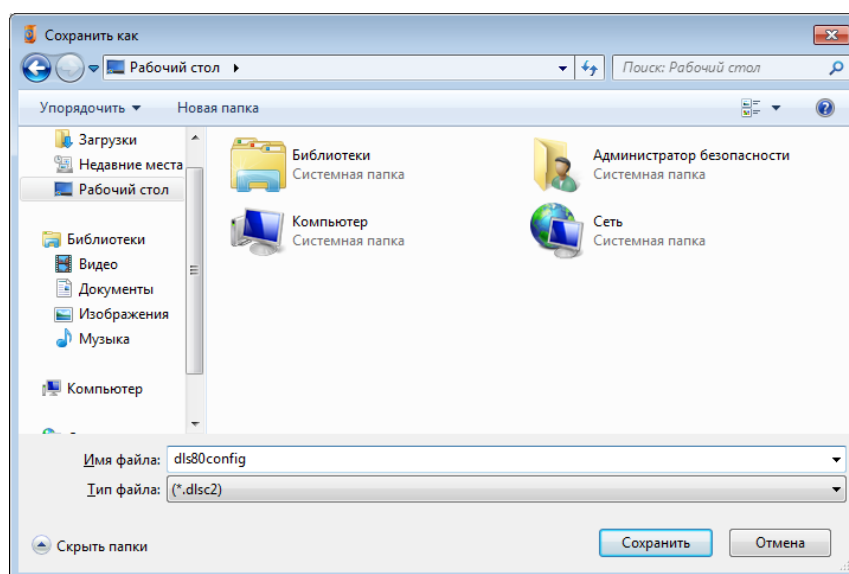 Сохранить как
Рабочий стол
Поиск: Рабочий стол
Упорядочить
Новая папка
Загрузки
Недавние места
Рабочий стол
Библиотеки
Видео
Документы
Изображения
Музыка
Компьютер
Библиотеки
Системная папка
Администратор безопасности
Системная папка
Компьютер
Системная папка
Сеть
Системная папка
Имя файла: dls80config
Тип файла: (*.dlsc2)
Скрыть папки
Сохранить
Отмена